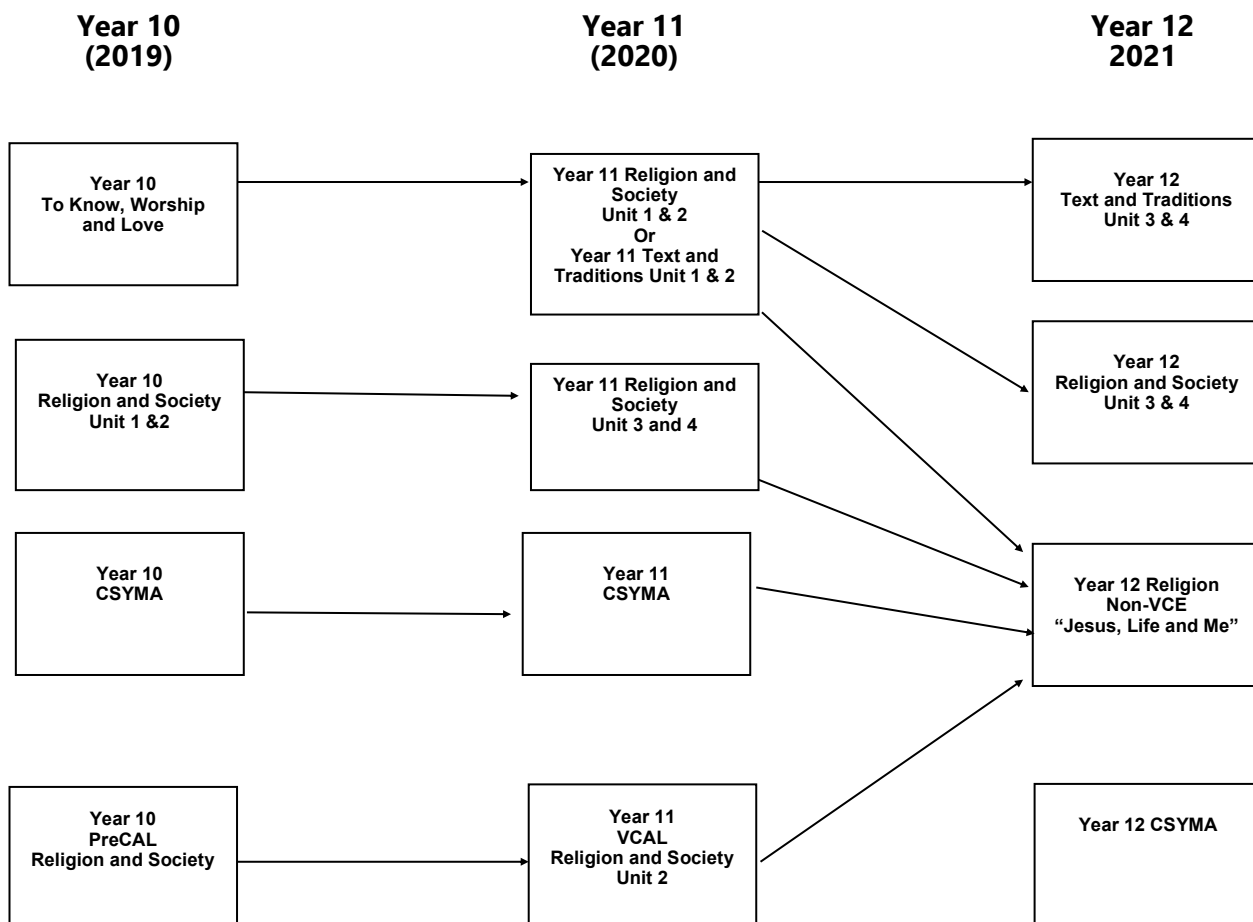 Year 10
(2019)
Year 11
(2020)
Year 12
2021
Year 10
To Know, Worship
and Love
Year 11 Religion and
Society
Unit 1 & 2
Or
Year 11 Text and
Traditions Unit 1 & 2
Year 12
Text and Traditions
Unit 3 & 4
Year 10
Religion and Society
Unit 1 &2
Year 11 Religion and
Society
Unit 3 and 4
Year 12
Religion and Society
Unit 3 & 4
Year 10
CSYMA
Year 11
CSYMA
Year 12 Religion
Non-VCE
“Jesus, Life and Me”
Year 10
PreCAL
Religion and Society
Year 11
VCAL
Religion and Society
Unit 2
Year 12 CSYMA